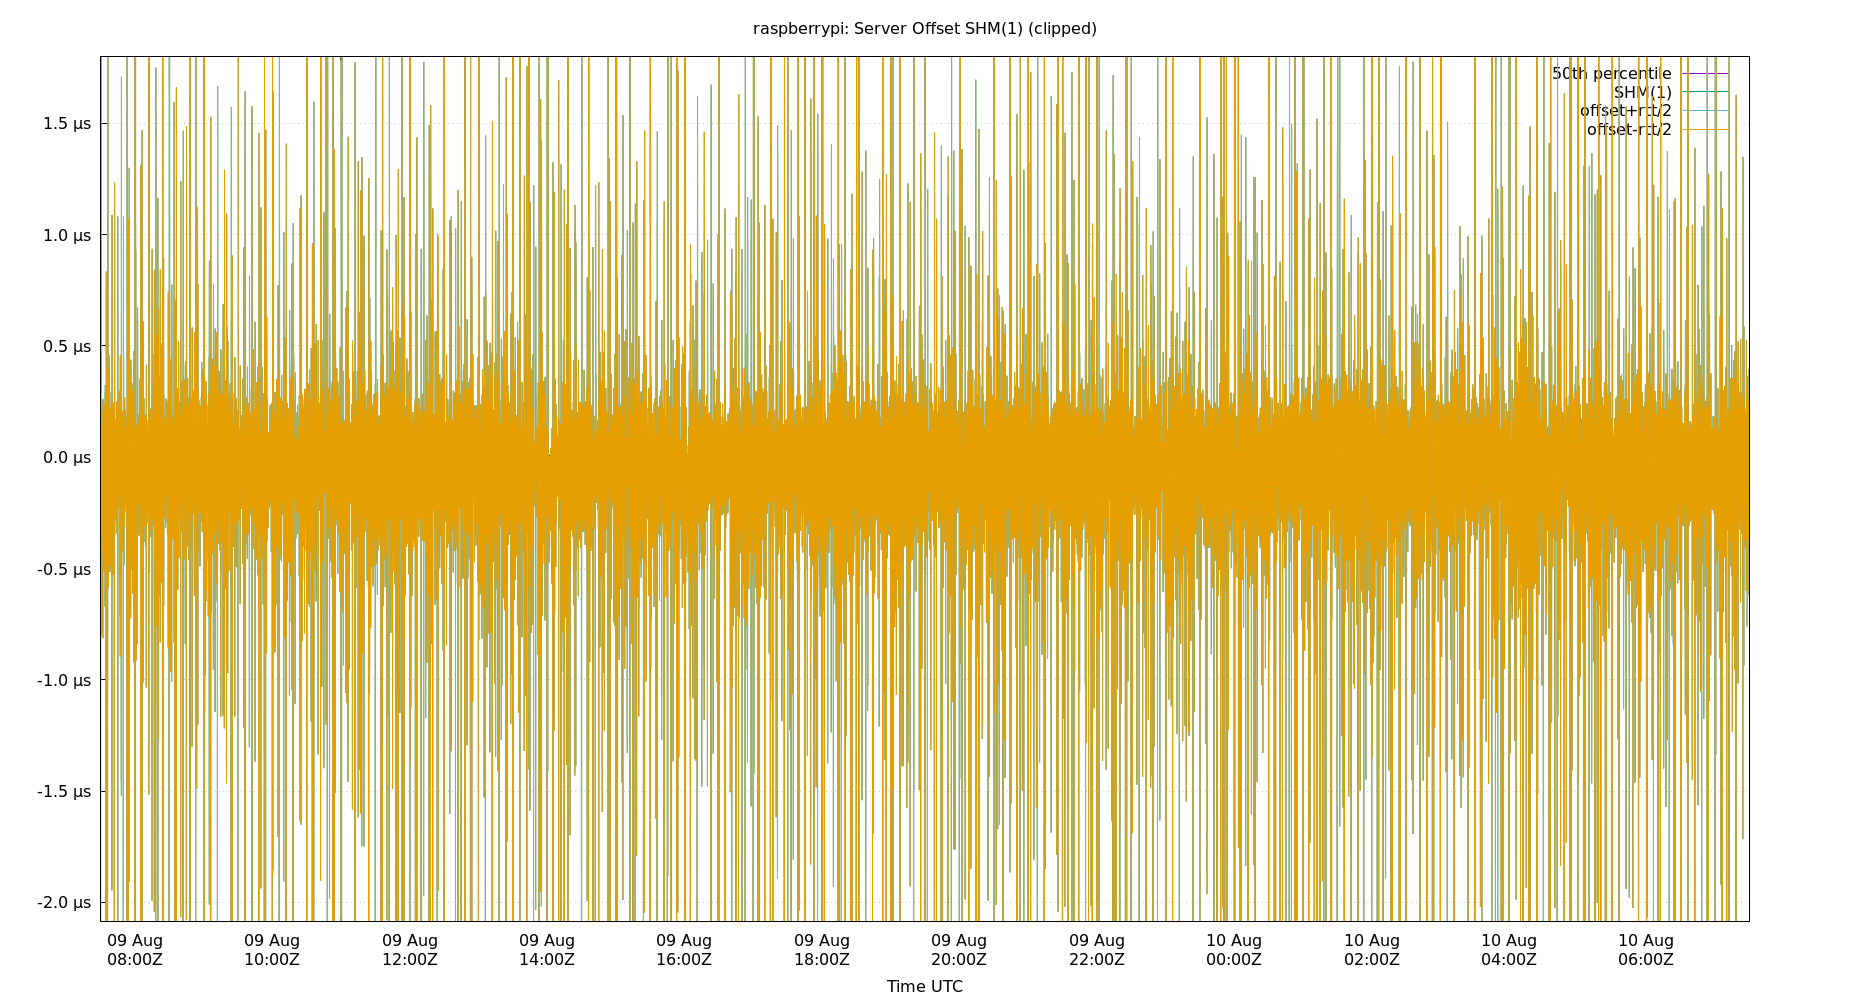 raspberrypi: Server Offset SHM(1) (clipped)
50th percentile
SHM(1)
offset+rtt/2
offset-rtt/2
1.5 µs
1.0 µs
0.5 µs
0.0 µs
-0.5 µs
-1.0 µs
-1.5 µs
-2.0 µs
09 Aug 09 Aug 09 Aug 09 Aug 09 Aug 09 Aug 09 Aug 09 Aug 10 Aug 10 Aug 10 Aug 10 Aug
08:00Z 10:00Z 12:00Z 14:00Z 16:00Z 18:00Z 20:00Z 22:00Z 00:00Z 02:00Z 04:00Z 06:00Z
Time UTC